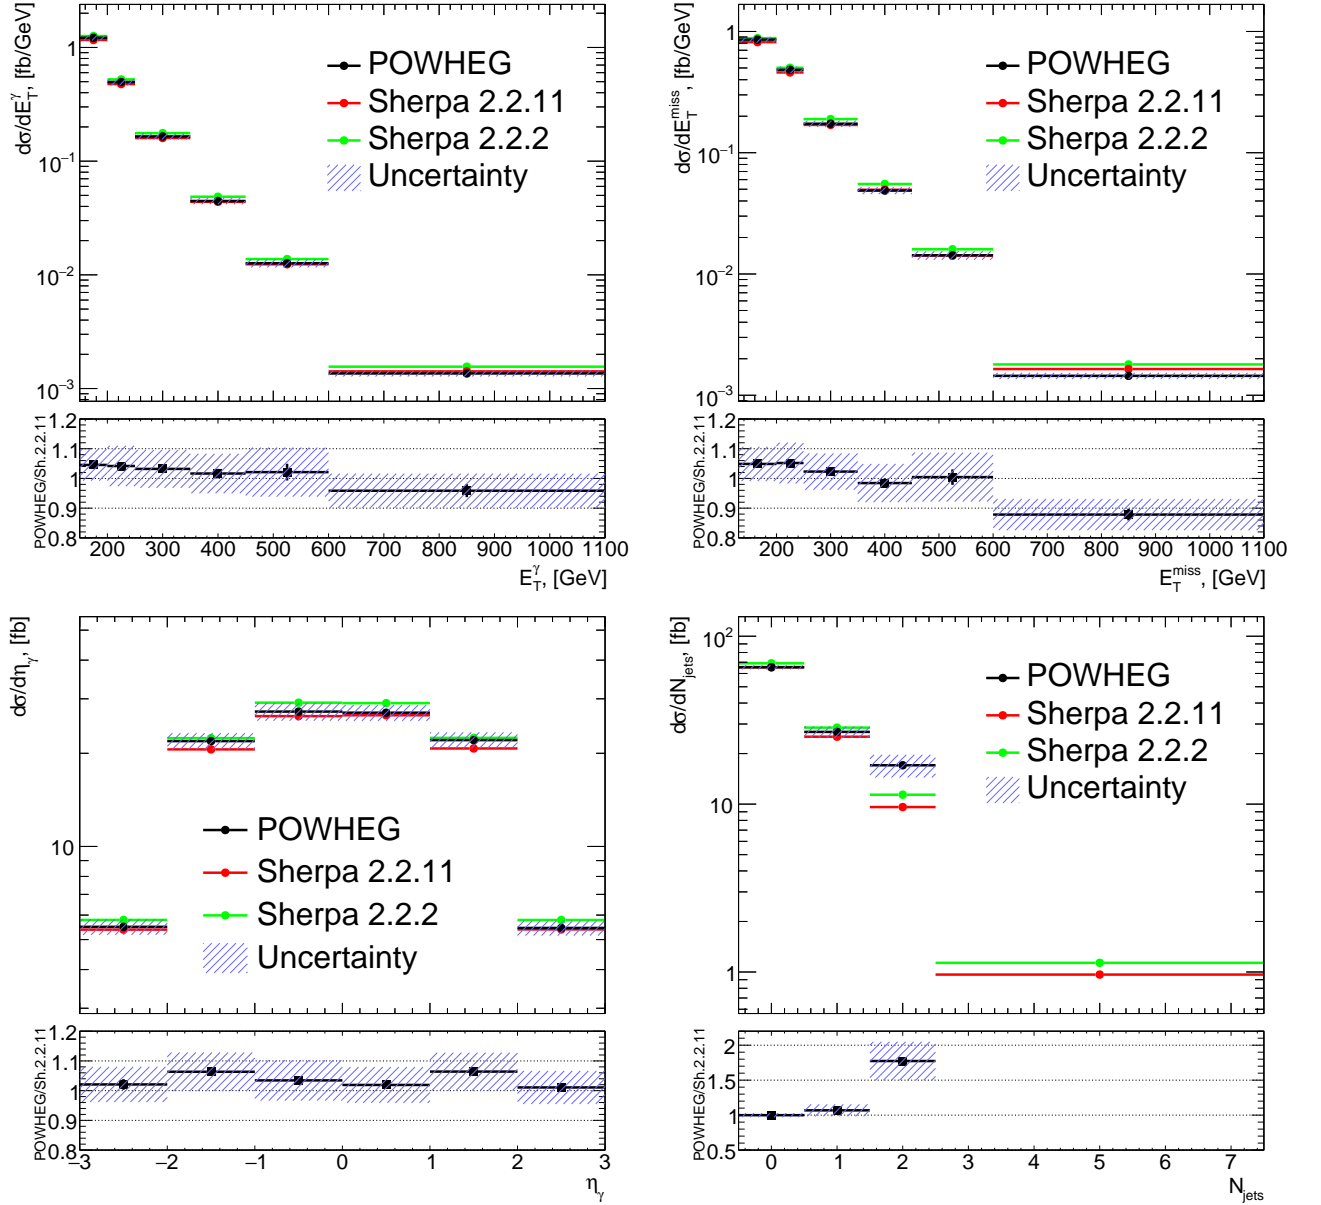 dσ/dE_T^γ, [fb/GeV]
1
10^−1
10^−2
10^−3
POWHEG
Sherpa 2.2.11
Sherpa 2.2.2
Uncertainty
POWHEG/Sh.2.2.11
1.2
1.1
1
0.9
0.8
200 300 400 500 600 700 800 900 1000 1100
E_T^γ, [GeV]
dσ/dE_T^miss, [fb/GeV]
1
10^−1
10^−2
10^−3
POWHEG
Sherpa 2.2.11
Sherpa 2.2.2
Uncertainty
POWHEG/Sh.2.2.11
1.2
1.1
1
0.9
0.8
200 300 400 500 600 700 800 900 1000 1100
E_T^miss, [GeV]
dσ/dη_γ, [fb]
10
POWHEG
Sherpa 2.2.11
Sherpa 2.2.2
Uncertainty
POWHEG/Sh.2.2.11
1.2
1.1
1
0.9
0.8
−3 −2 −1 0 1 2 3
η_γ
dσ/dN_jets, [fb]
10^2
10
1
POWHEG
Sherpa 2.2.11
Sherpa 2.2.2
Uncertainty
POWHEG/Sh.2.2.11
2
1.5
1
0.5
0 1 2 3 4 5 6 7
N_jets